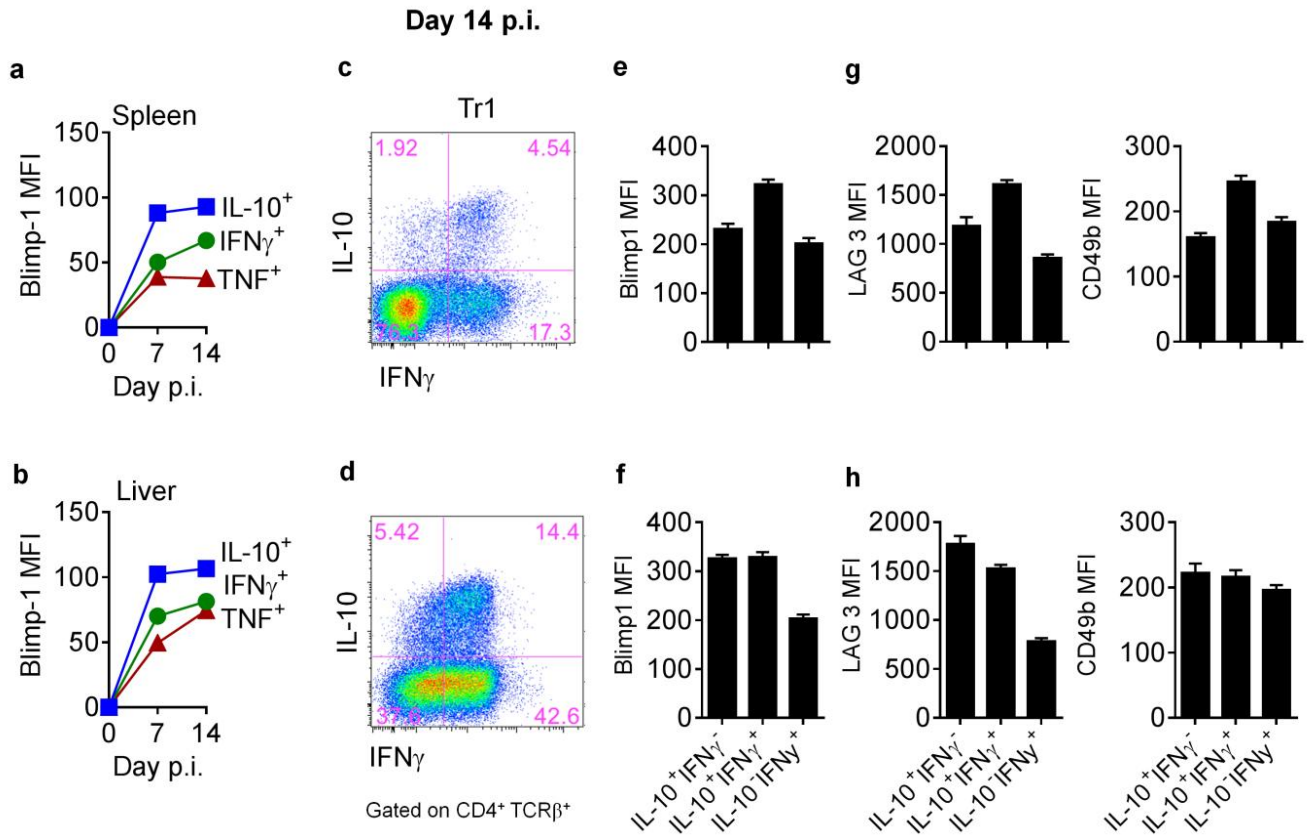 Day 14 p.i.
a
Spleen
150
100
50
0
Blimp-1 MFI
IL-10+
IFNγ+
TNF+
0 7 14
Day p.i.
c
Tr1
1.92 4.54
17.3
IL-10
IFNγ
e
400
300
200
100
0
Blimp1 MFI
g
2000
1500
1000
500
0
LAG 3 MFI
300
200
100
0
CD49b MFI
b
Liver
150
100
50
0
Blimp-1 MFI
IL-10+
IFNγ+
TNF+
0 7 14
Day p.i.
d
5.42 14.4
37.6 42.6
IL-10
IFNγ
Gated on CD4+ TCRβ+
f
400
300
200
100
0
Blimp1 MFI
IL-10+IFNγ-
IL-10+IFNγ+
IL-10-IFNγ+
h
2000
1500
1000
500
0
LAG 3 MFI
IL-10+IFNγ-
IL-10+IFNγ+
IL-10-IFNγ+
300
200
100
0
CD49b MFI
IL-10+IFNγ-
IL-10+IFNγ+
IL-10-IFNγ+